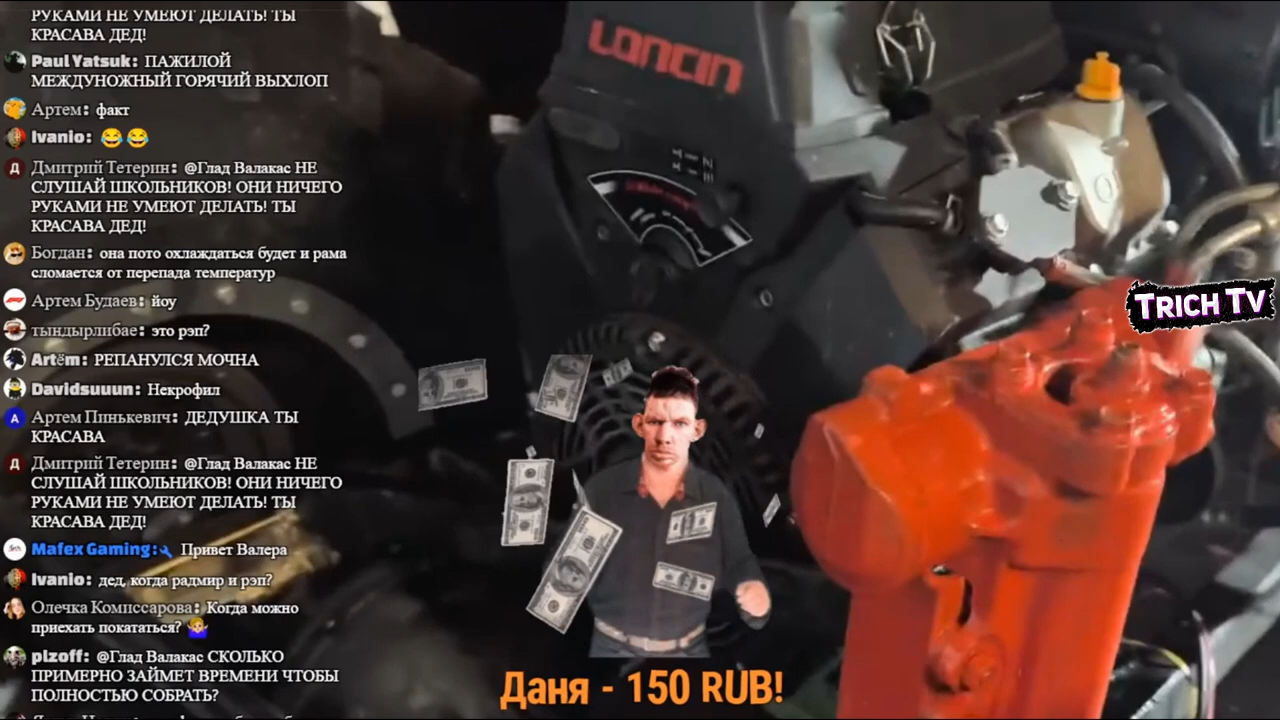 РУКАМИ НЕ УМЕЮТ ДЕЛАТЬ! ТЫ
КРАСАВА ДЕД!
Paul Yatsuk: ПАЖИЛОЙ
МЕЖДУНОЖНЫЙ ГОРЯЧИЙ ВЫХЛОП
Артем: факт
Ivanio: 😂 😂
Дмитрий Тетерин: @Глад Валакас НЕ
СЛУШАЙ ШКОЛЬНИКОВ! ОНИ НИЧЕГО
РУКАМИ НЕ УМЕЮТ ДЕЛАТЬ! ТЫ
КРАСАВА ДЕД!
Богдан: она пото охлаждаться будет и рама
сломается от перепада температур
Артем Будаев: йоу
тындырлибае: это рэп?
Artёm: РЕПАНУЛСЯ МОЧНА
Davidsuuun: Некрофил
Артем Пинькевич: ДЕДУШКА ТЫ
КРАСАВА
Дмитрий Тетерин: @Глад Валакас НЕ
СЛУШАЙ ШКОЛЬНИКОВ! ОНИ НИЧЕГО
РУКАМИ НЕ УМЕЮТ ДЕЛАТЬ! ТЫ
КРАСАВА ДЕД!
Mafex Gaming: Привет Валера
Ivanio: дед, когда радмир и рэп?
Олечка Комиссарова: Когда можно
приехать покататься? 🤷
plzoff: @Глад Валакас СКОЛЬКО
ПРИМЕРНО ЗАЙМЕТ ВРЕМЕНИ ЧТОБЫ
ПОЛНОСТЬЮ СОБРАТЬ?
LONCIN
TRICH TV
Даня - 150 RUB!